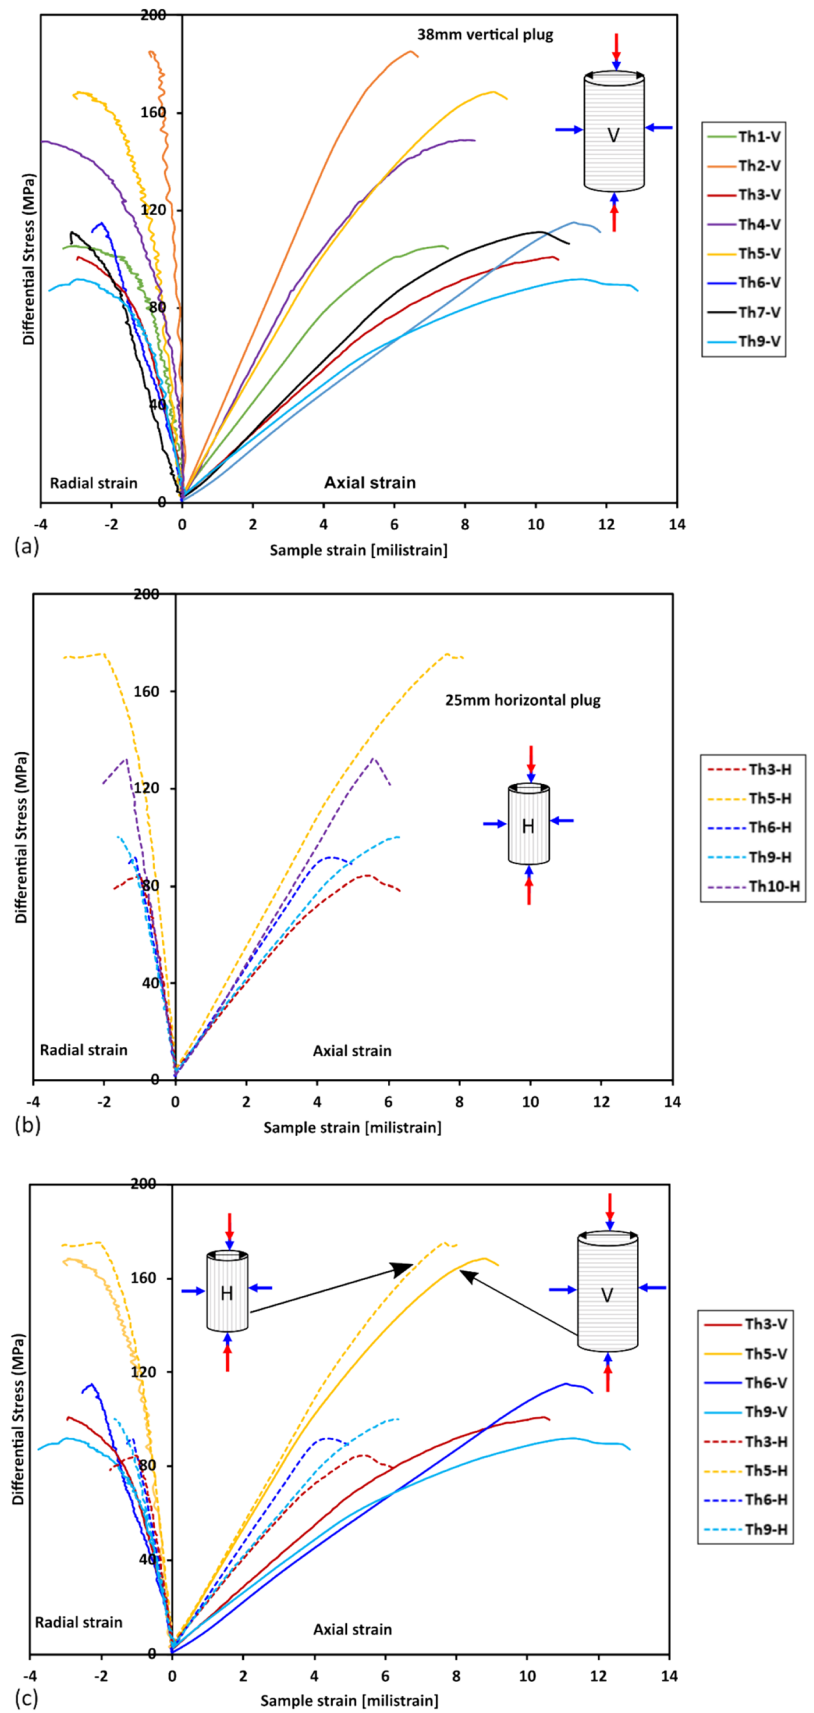 38mm vertical plug
V
Differential Stress (MPa)
200
160
120
80
40
0
Radial strain
Axial strain
-4 -2 0 2 4 6 8 10 12 14
Sample strain [milistrain]
(a)
Th1-V
Th2-V
Th3-V
Th4-V
Th5-V
Th6-V
Th7-V
Th9-V
25mm horizontal plug
H
Differential Stress (MPa)
200
160
120
80
40
0
Radial strain
Axial strain
-4 -2 0 2 4 6 8 10 12 14
Sample strain [milistrain]
(b)
Th3-H
Th5-H
Th6-H
Th9-H
Th10-H
H
V
Differential Stress (MPa)
200
160
120
80
40
0
Radial strain
Axial strain
-4 -2 0 2 4 6 8 10 12 14
Sample strain [milistrain]
(c)
Th3-V
Th5-V
Th6-V
Th9-V
Th3-H
Th5-H
Th6-H
Th9-H